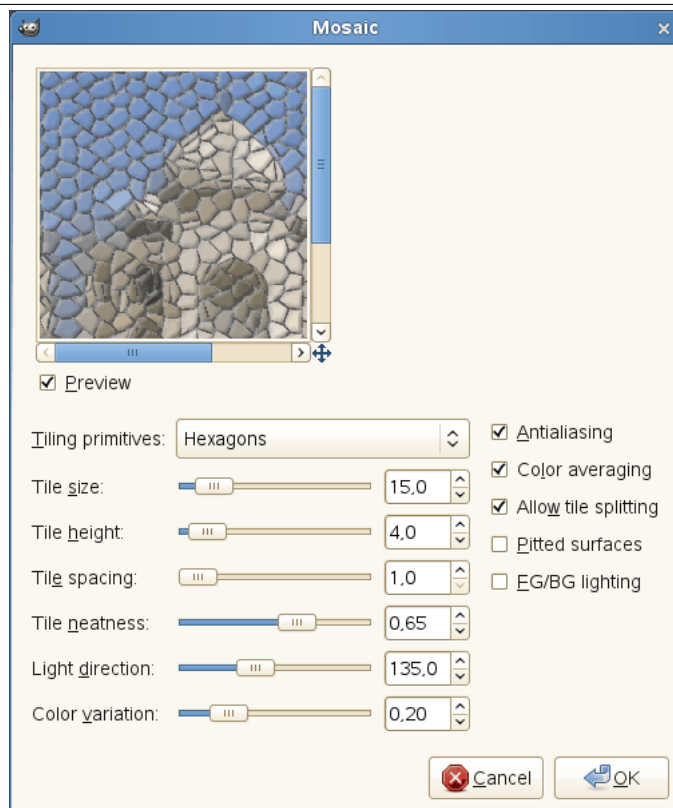 Mosaic
Preview
Tiling primitives: Hexagons
Tile size: 15,0
Tile height: 4,0
Tile spacing: 1,0
Tile neatness: 0,65
Light direction: 135,0
Color variation: 0,20
Antialiasing
Color averaging
Allow tile splitting
Pitted surfaces
FG/BG lighting
Cancel
OK